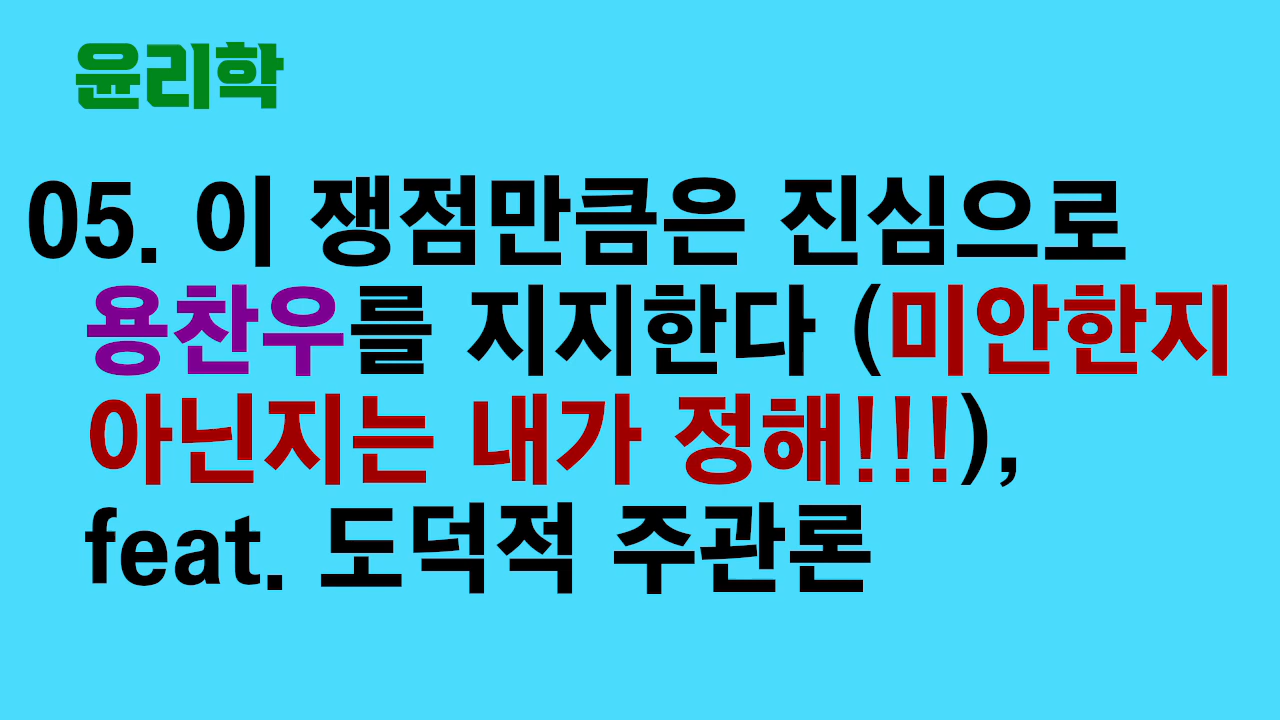 윤리학
05. 이 쟁점만큼은 진심으로
용찬우를 지지한다 (미안한지
아닌지는 내가 정해!!!),
feat. 도덕적 주관론